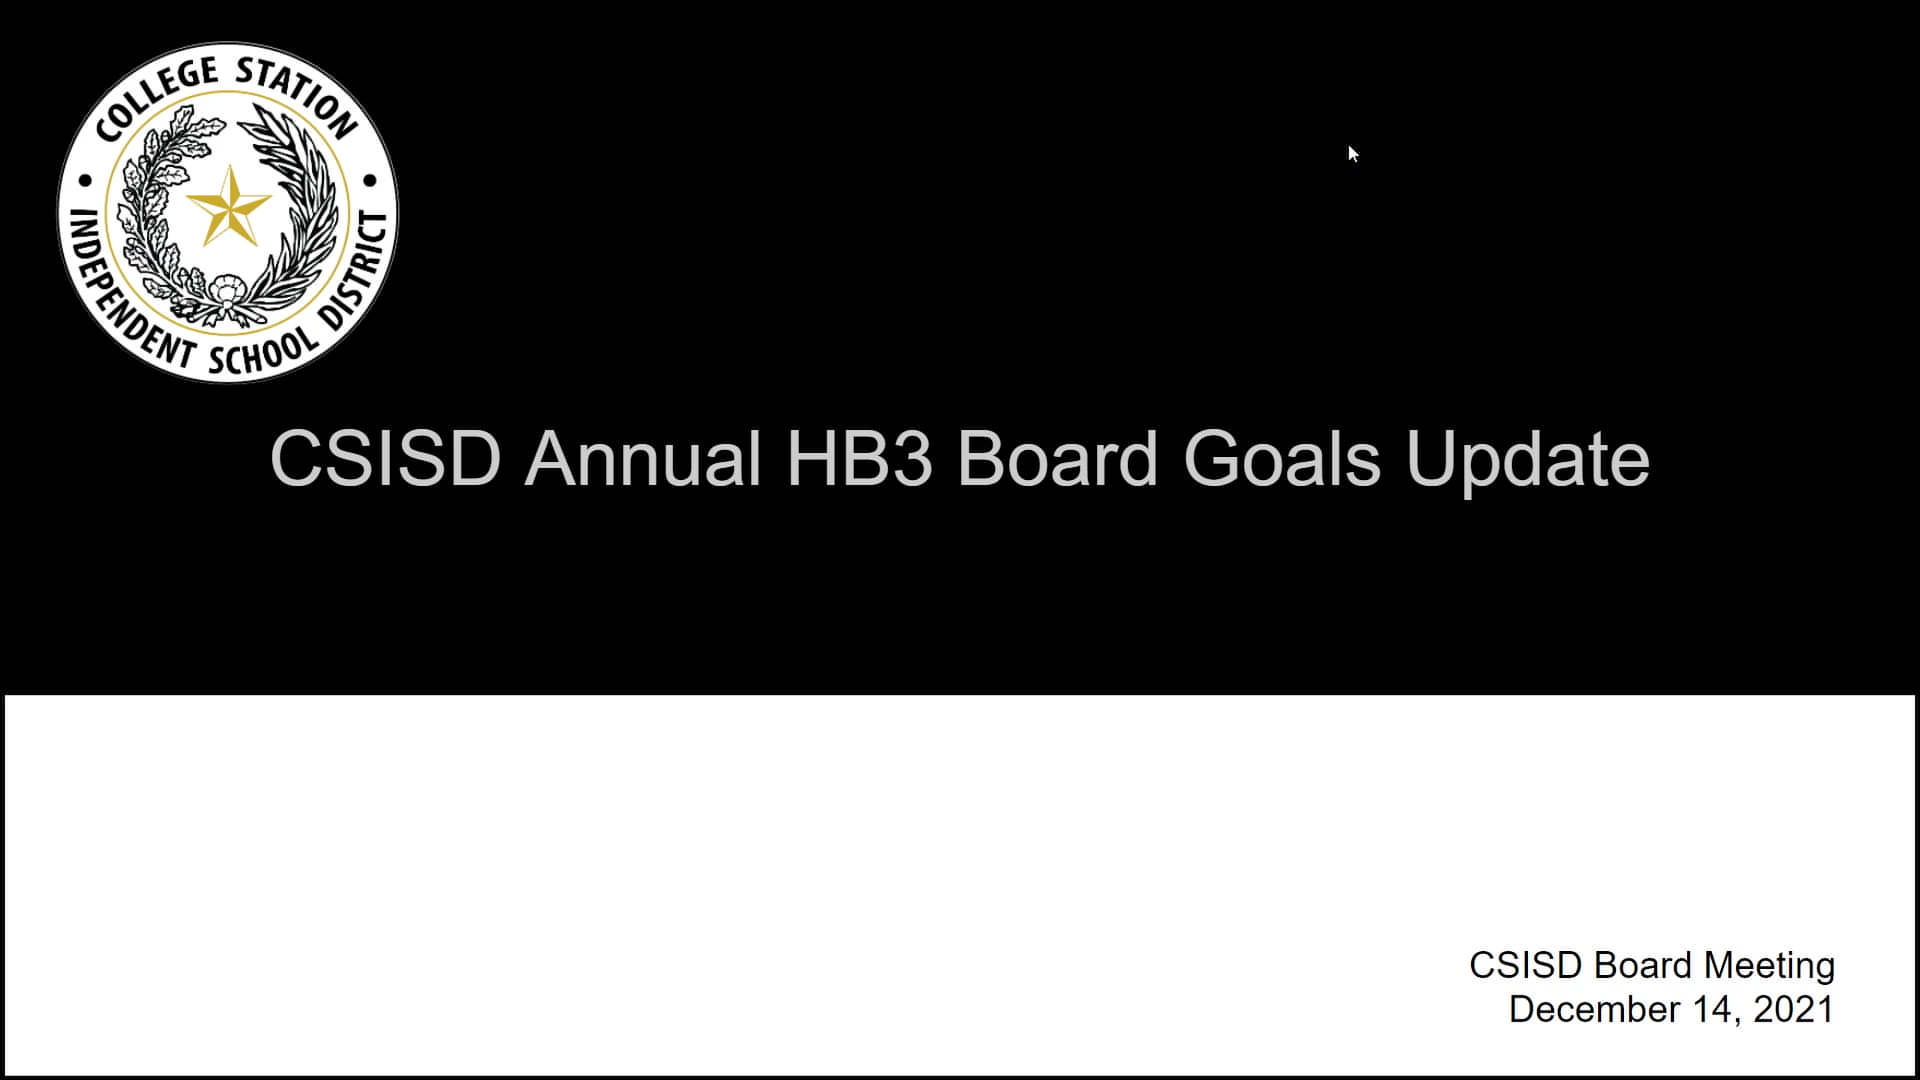 COLLEGE STATION
INDEPENDENT SCHOOL DISTRICT
CSISD Annual HB3 Board Goals Update
CSISD Board Meeting
December 14, 2021